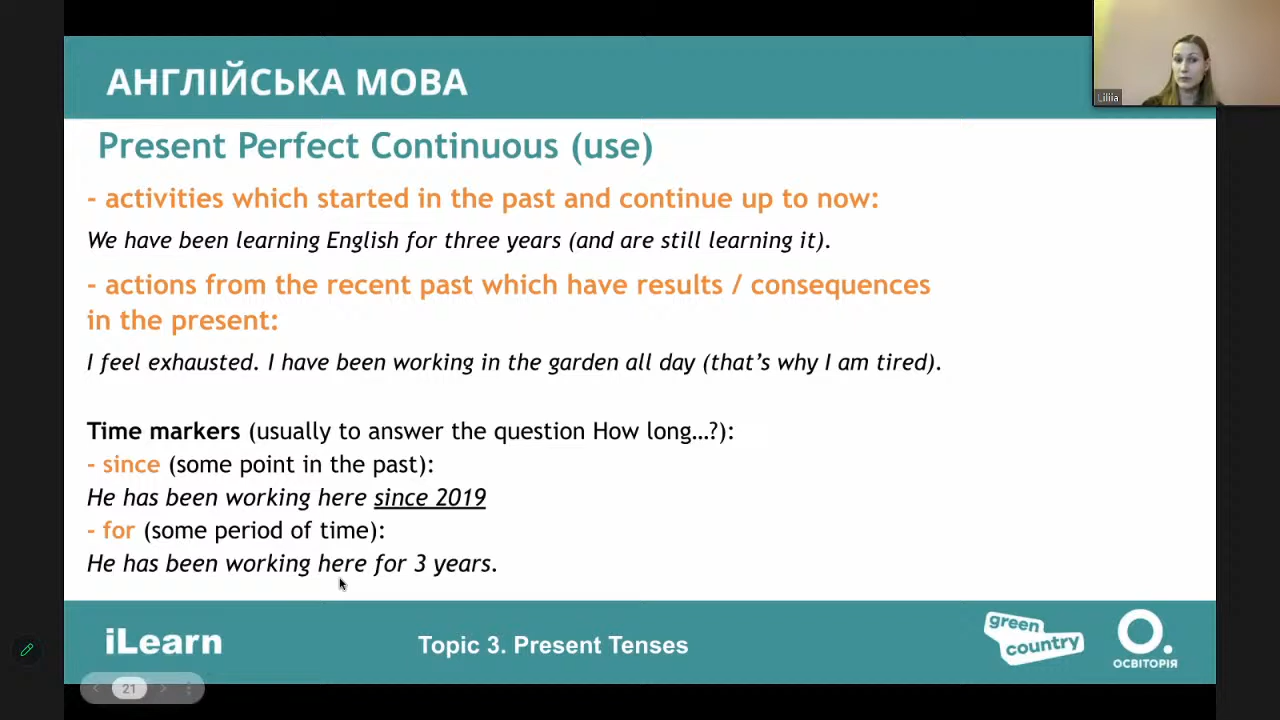 АНГЛІЙСЬКА МОВА
Liliia
Present Perfect Continuous (use)
- activities which started in the past and continue up to now:
We have been learning English for three years (and are still learning it).
- actions from the recent past which have results / consequences
in the present:
I feel exhausted. I have been working in the garden all day (that’s why I am tired).
Time markers (usually to answer the question How long…?):
- since (some point in the past):
He has been working here since 2019
- for (some period of time):
He has been working here for 3 years.
iLearn
Topic 3. Present Tenses
green
country
О.
ОСВІТОРІЯ
21